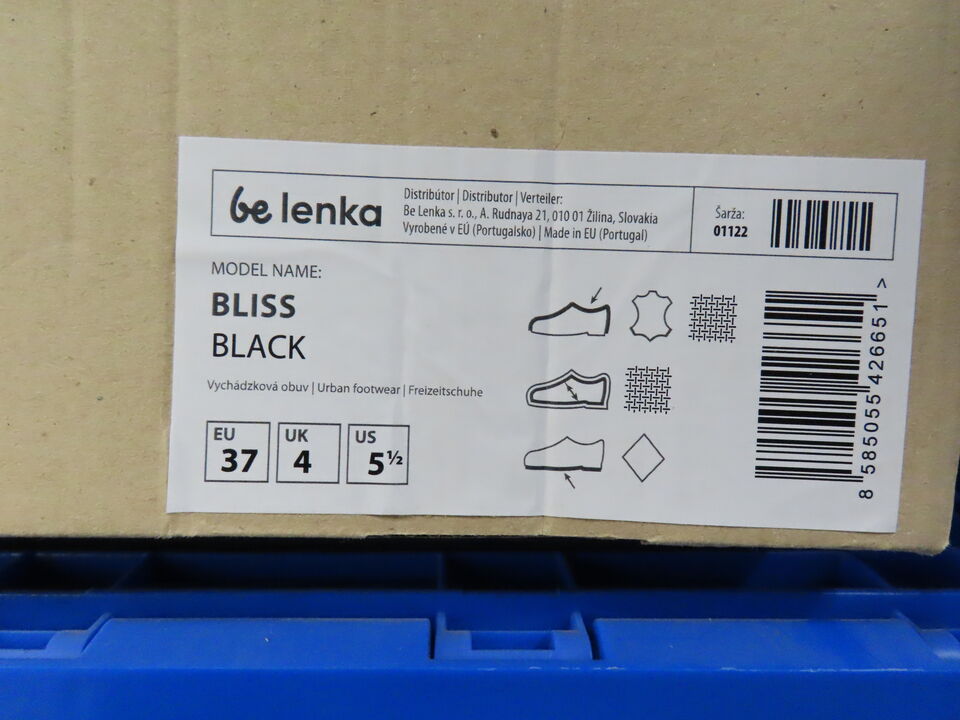 be lenka
Distribútor | Distributor | Verteiler:
Be Lenka s. r. o., A. Rudnaya 21, 010 01 Žilina, Slovakia
Vyrobené v EÚ (Portugalsko) | Made in EU (Portugal)
Šarža:
01122
MODEL NAME:
BLISS
BLACK
Vychádzková obuv | Urban footwear | Freizeitschuhe
EU
37
UK
4
US
5½
8 585055 426651 >